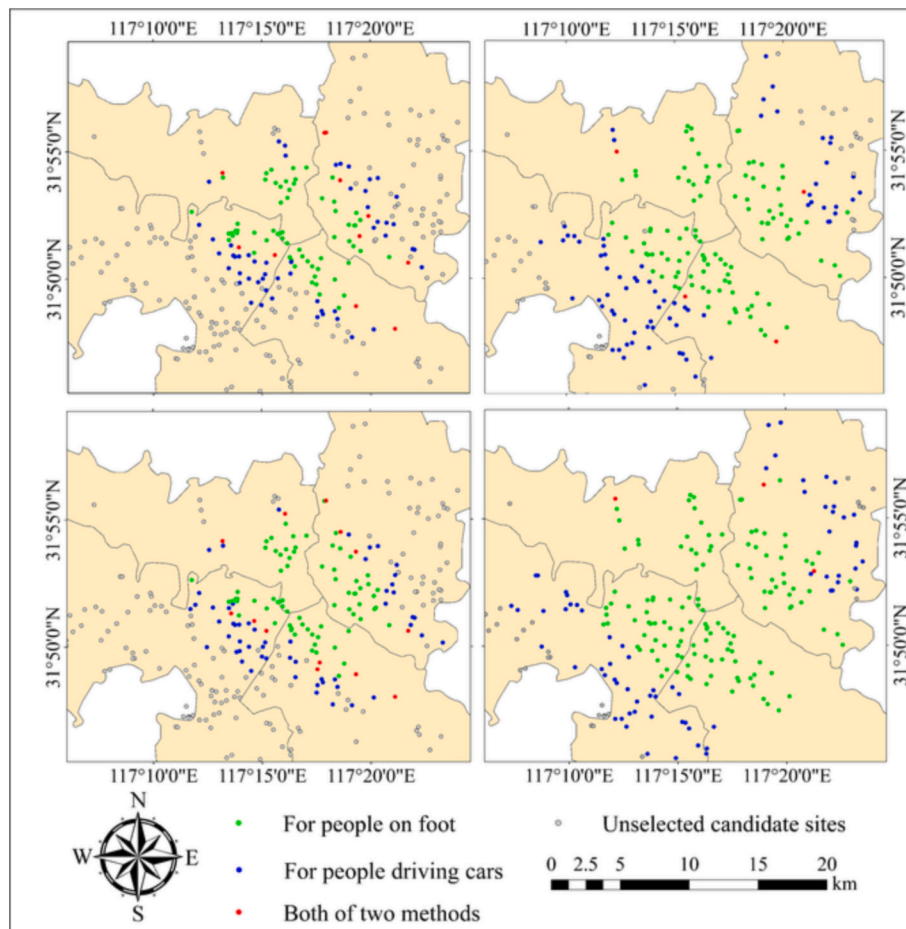 117°10'0"E 117°15'0"E 117°20'0"E 117°10'0"E 117°15'0"E 117°20'0"E
31°55'0"N 31°55'0"N
31°50'0"N 31°50'0"N
31°55'0"N 31°55'0"N
31°50'0"N 31°50'0"N
117°10'0"E 117°15'0"E 117°20'0"E 117°10'0"E 117°15'0"E 117°20'0"E
N
W E
S
For people on foot
For people driving cars
Both of two methods
Unselected candidate sites
0 2.5 5 10 15 20
km